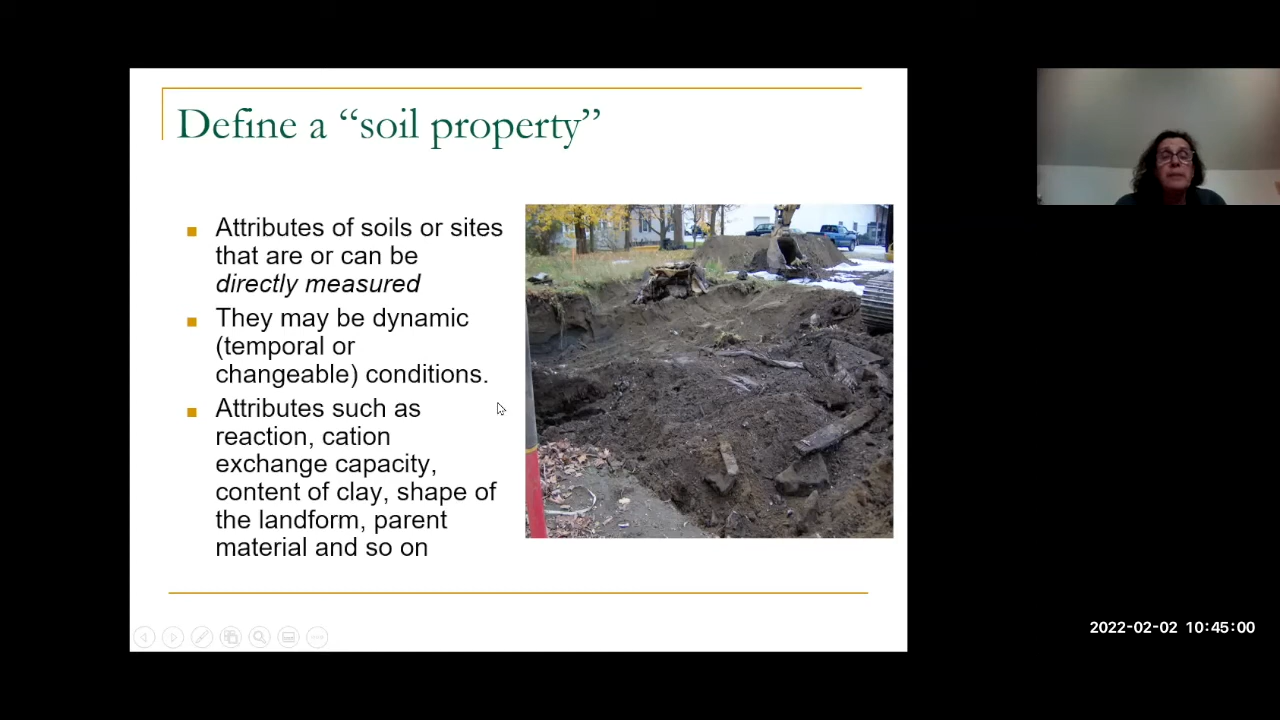 Define a “soil property”
Attributes of soils or sites
that are or can be
directly measured
They may be dynamic
(temporal or
changeable) conditions.
Attributes such as
reaction, cation
exchange capacity,
content of clay, shape of
the landform, parent
material and so on
2022-02-02 10:45:00